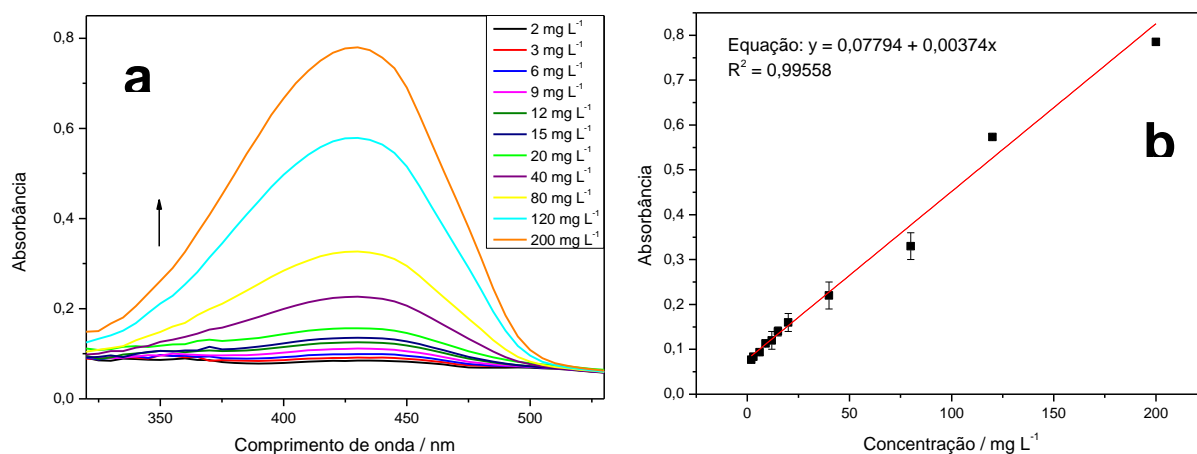 a
0,8
0,6
0,4
0,2
0,0
Absorbância
350
400
450
500
Comprimento de onda / nm
2 mg L⁻¹
3 mg L⁻¹
6 mg L⁻¹
9 mg L⁻¹
12 mg L⁻¹
15 mg L⁻¹
20 mg L⁻¹
40 mg L⁻¹
80 mg L⁻¹
120 mg L⁻¹
200 mg L⁻¹
b
Equação: y = 0,07794 + 0,00374x
R² = 0,99558
0,8
0,7
0,6
0,5
0,4
0,3
0,2
0,1
0,0
Absorbância
0
50
100
150
200
Concentração / mg L⁻¹